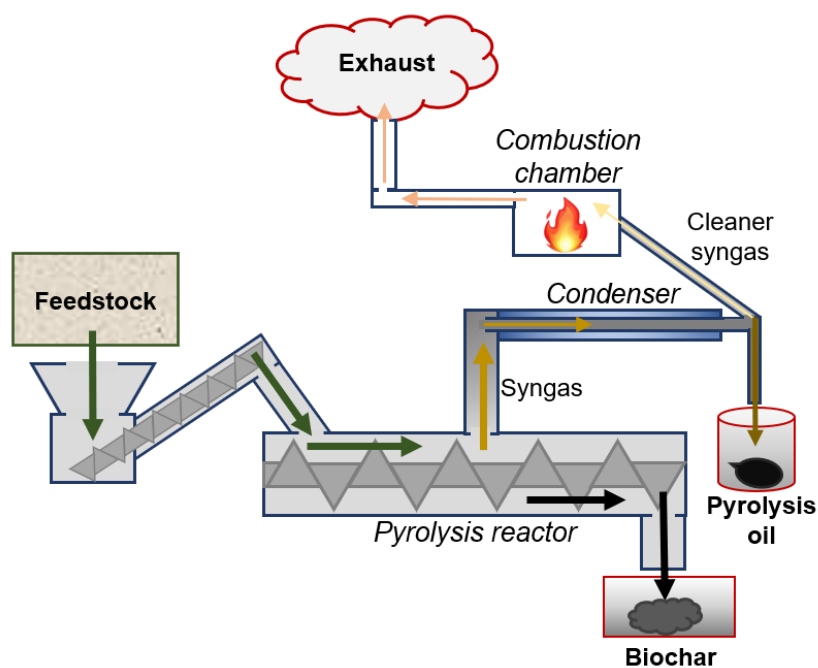 Exhaust
Combustion
chamber
Cleaner
syngas
Feedstock
Condenser
Syngas
Pyrolysis reactor
Pyrolysis
oil
Biochar